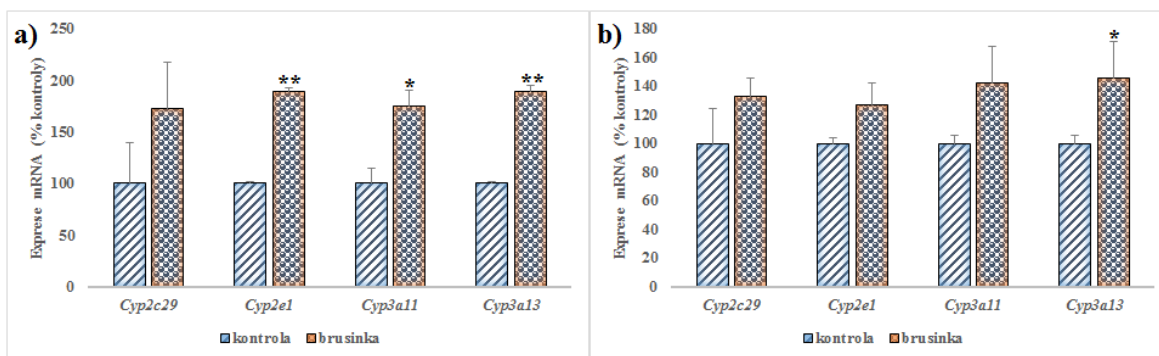 a)
Exprese mRNA (% kontroly)
250
200
150
100
50
0
** * **
Cyp2c29 Cyp2e1 Cyp3a11 Cyp3a13
kontrola brusinka
b)
Exprese mRNA (% kontroly)
180
160
140
120
100
80
60
40
20
0
*
Cyp2c29 Cyp2e1 Cyp3a11 Cyp3a13
kontrola brusinka